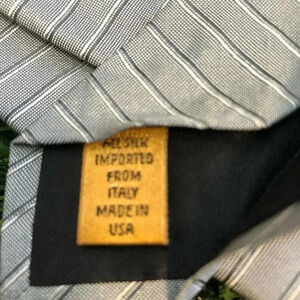 ALL SILK
IMPORTED
FROM
ITALY
MADE IN
USA